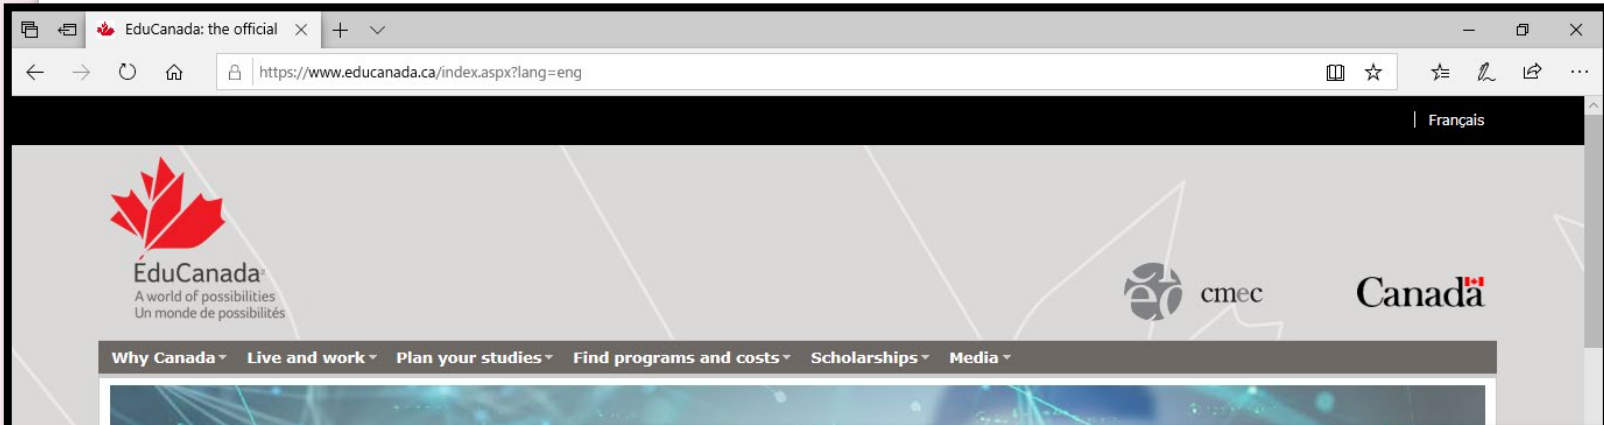 EduCanada: the official
https://www.educanada.ca/index.aspx?lang=eng
Français
ÉduCanada
A world of possibilities
Un monde de possibilités
cmec
Canada
Why Canada Live and work Plan your studies Find programs and costs Scholarships Media